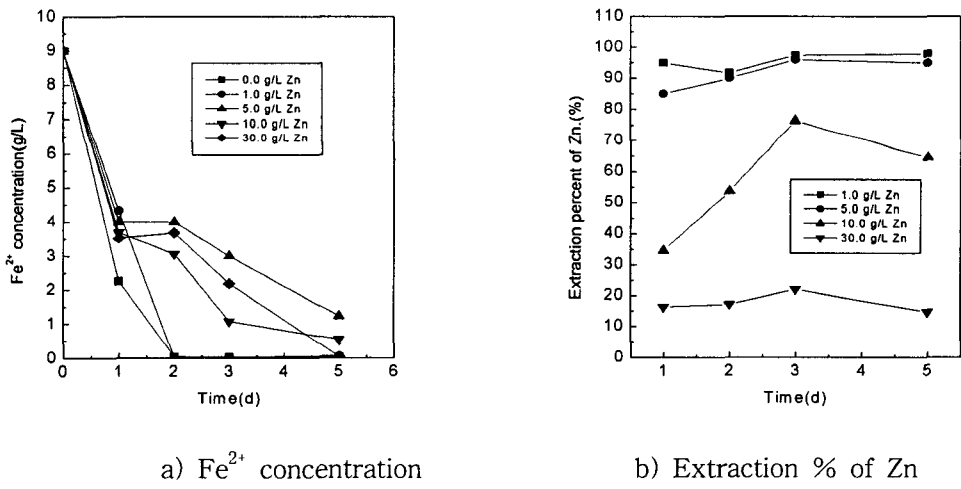 10
9
8
7
6
5
4
3
2
1
0
Fe²⁺ concentration(g/L)
0.0 g/L Zn
1.0 g/L Zn
5.0 g/L Zn
10.0 g/L Zn
30.0 g/L Zn
0 1 2 3 4 5 6
Time(d)
110
100
90
80
70
60
50
40
30
20
10
0
Extraction percent of Zn.(%)
1.0 g/L Zn
5.0 g/L Zn
10.0 g/L Zn
30.0 g/L Zn
1 2 3 4 5
Time(d)
a) Fe²⁺ concentration
b) Extraction % of Zn